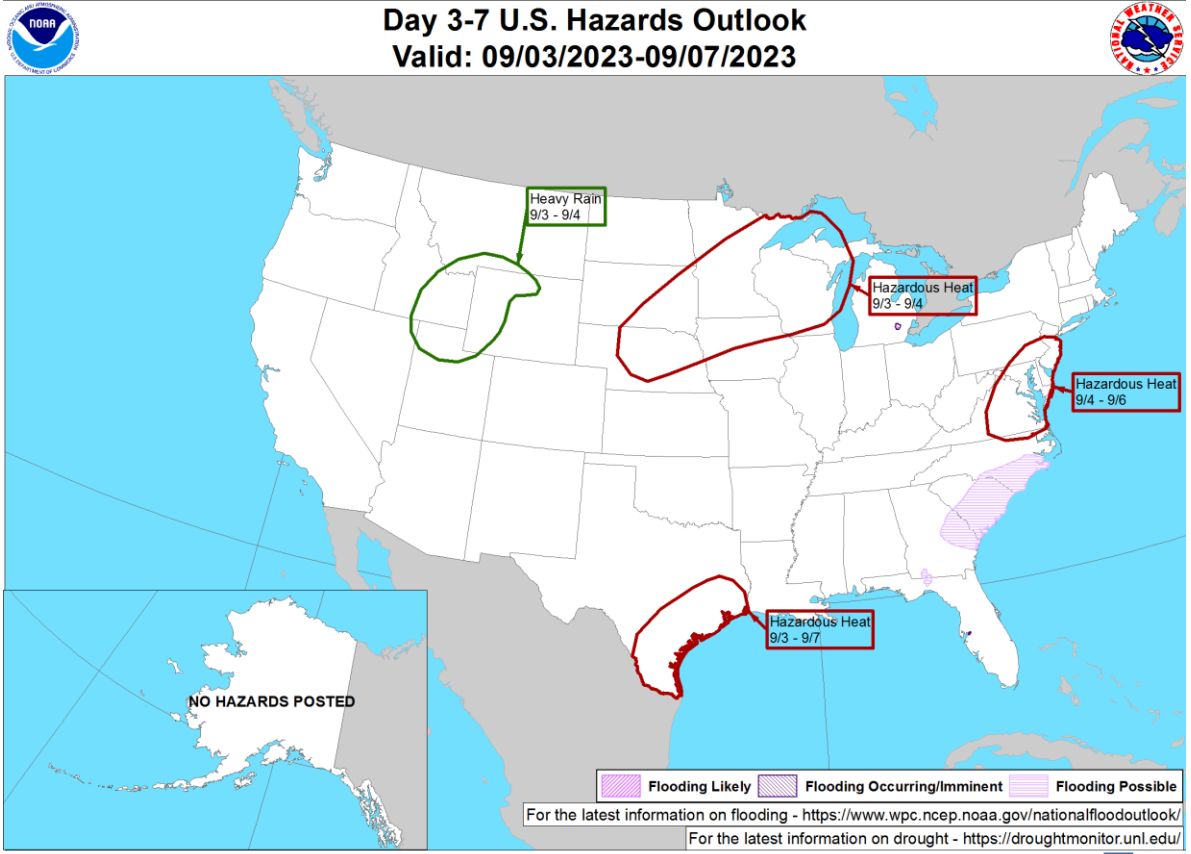 Day 3-7 U.S. Hazards Outlook
Valid: 09/03/2023-09/07/2023
NOAA
NATIONAL WEATHER SERVICE
Heavy Rain
9/3 - 9/4
Hazardous Heat
9/3 - 9/4
Hazardous Heat
9/4 - 9/6
Hazardous Heat
9/3 - 9/7
NO HAZARDS POSTED
Flooding Likely
Flooding Occurring/Imminent
Flooding Possible
For the latest information on flooding - https://www.wpc.ncep.noaa.gov/nationalfloodoutlook/
For the latest information on drought - https://droughtmonitor.unl.edu/